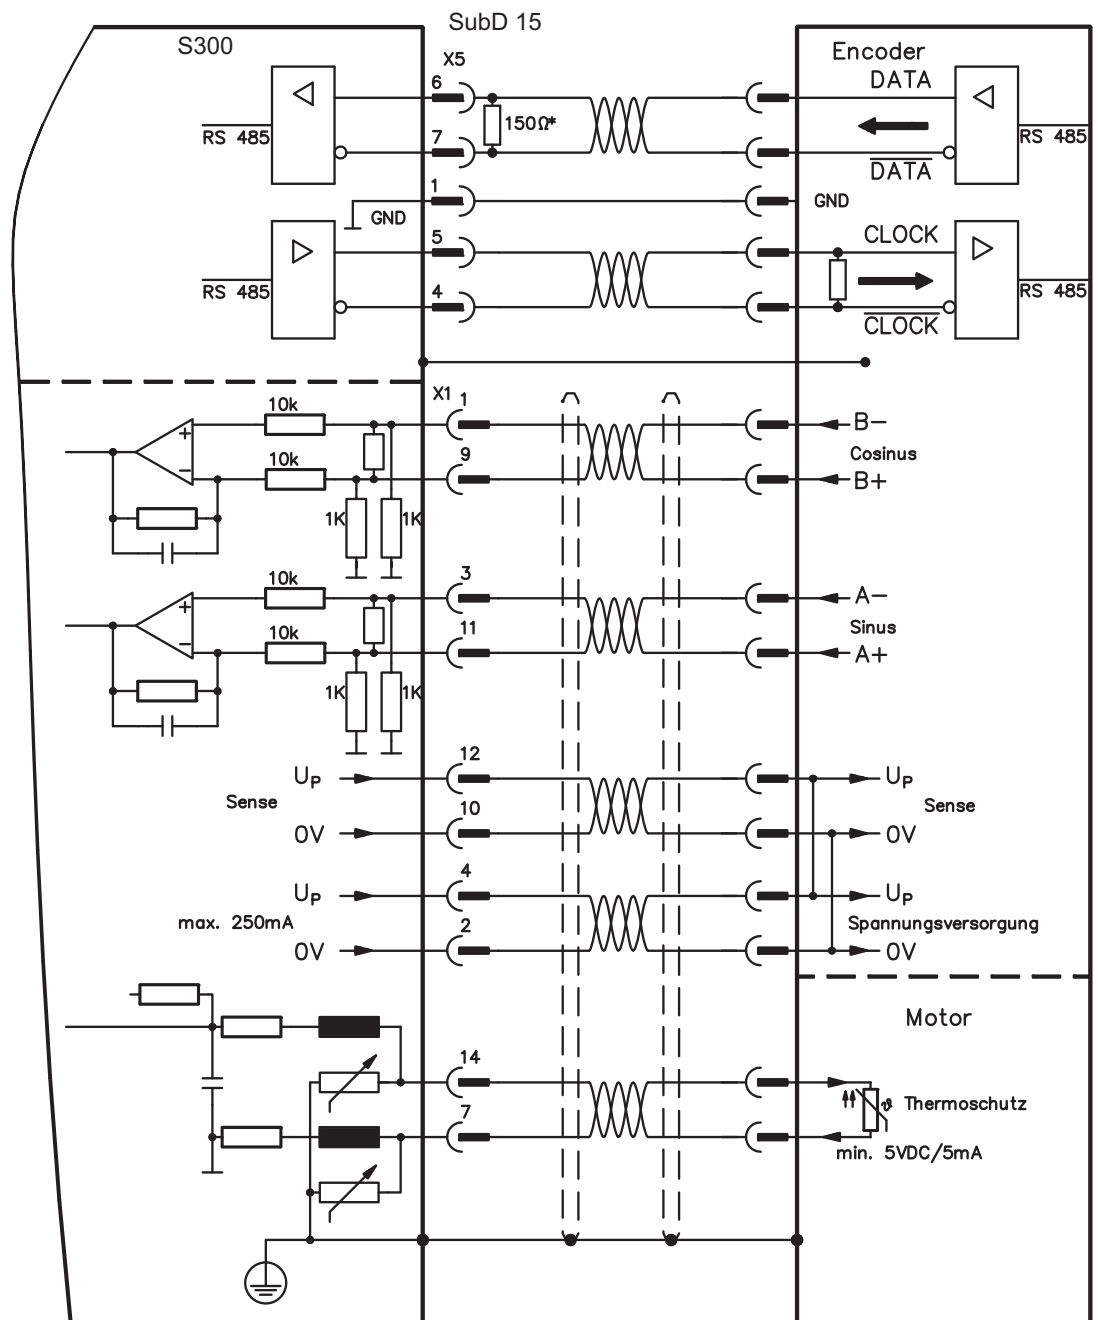 SubD 15
S300
X5
Encoder
6
DATA
150Ω*
RS 485
RS 485
7
DATA
1
GND
GND
5
CLOCK
RS 485
RS 485
4
CLOCK
X1
1
10k
B-
Cosinus
10k
9
B+
1K
1K
3
10k
A-
Sinus
10k
11
A+
1K
1K
12
UP
UP
Sense
Sense
10
0V
0V
4
UP
UP
max. 250mA
Spannungsversorgung
2
0V
0V
Motor
14
ϑ
Thermoschutz
7
min. 5VDC/5mA